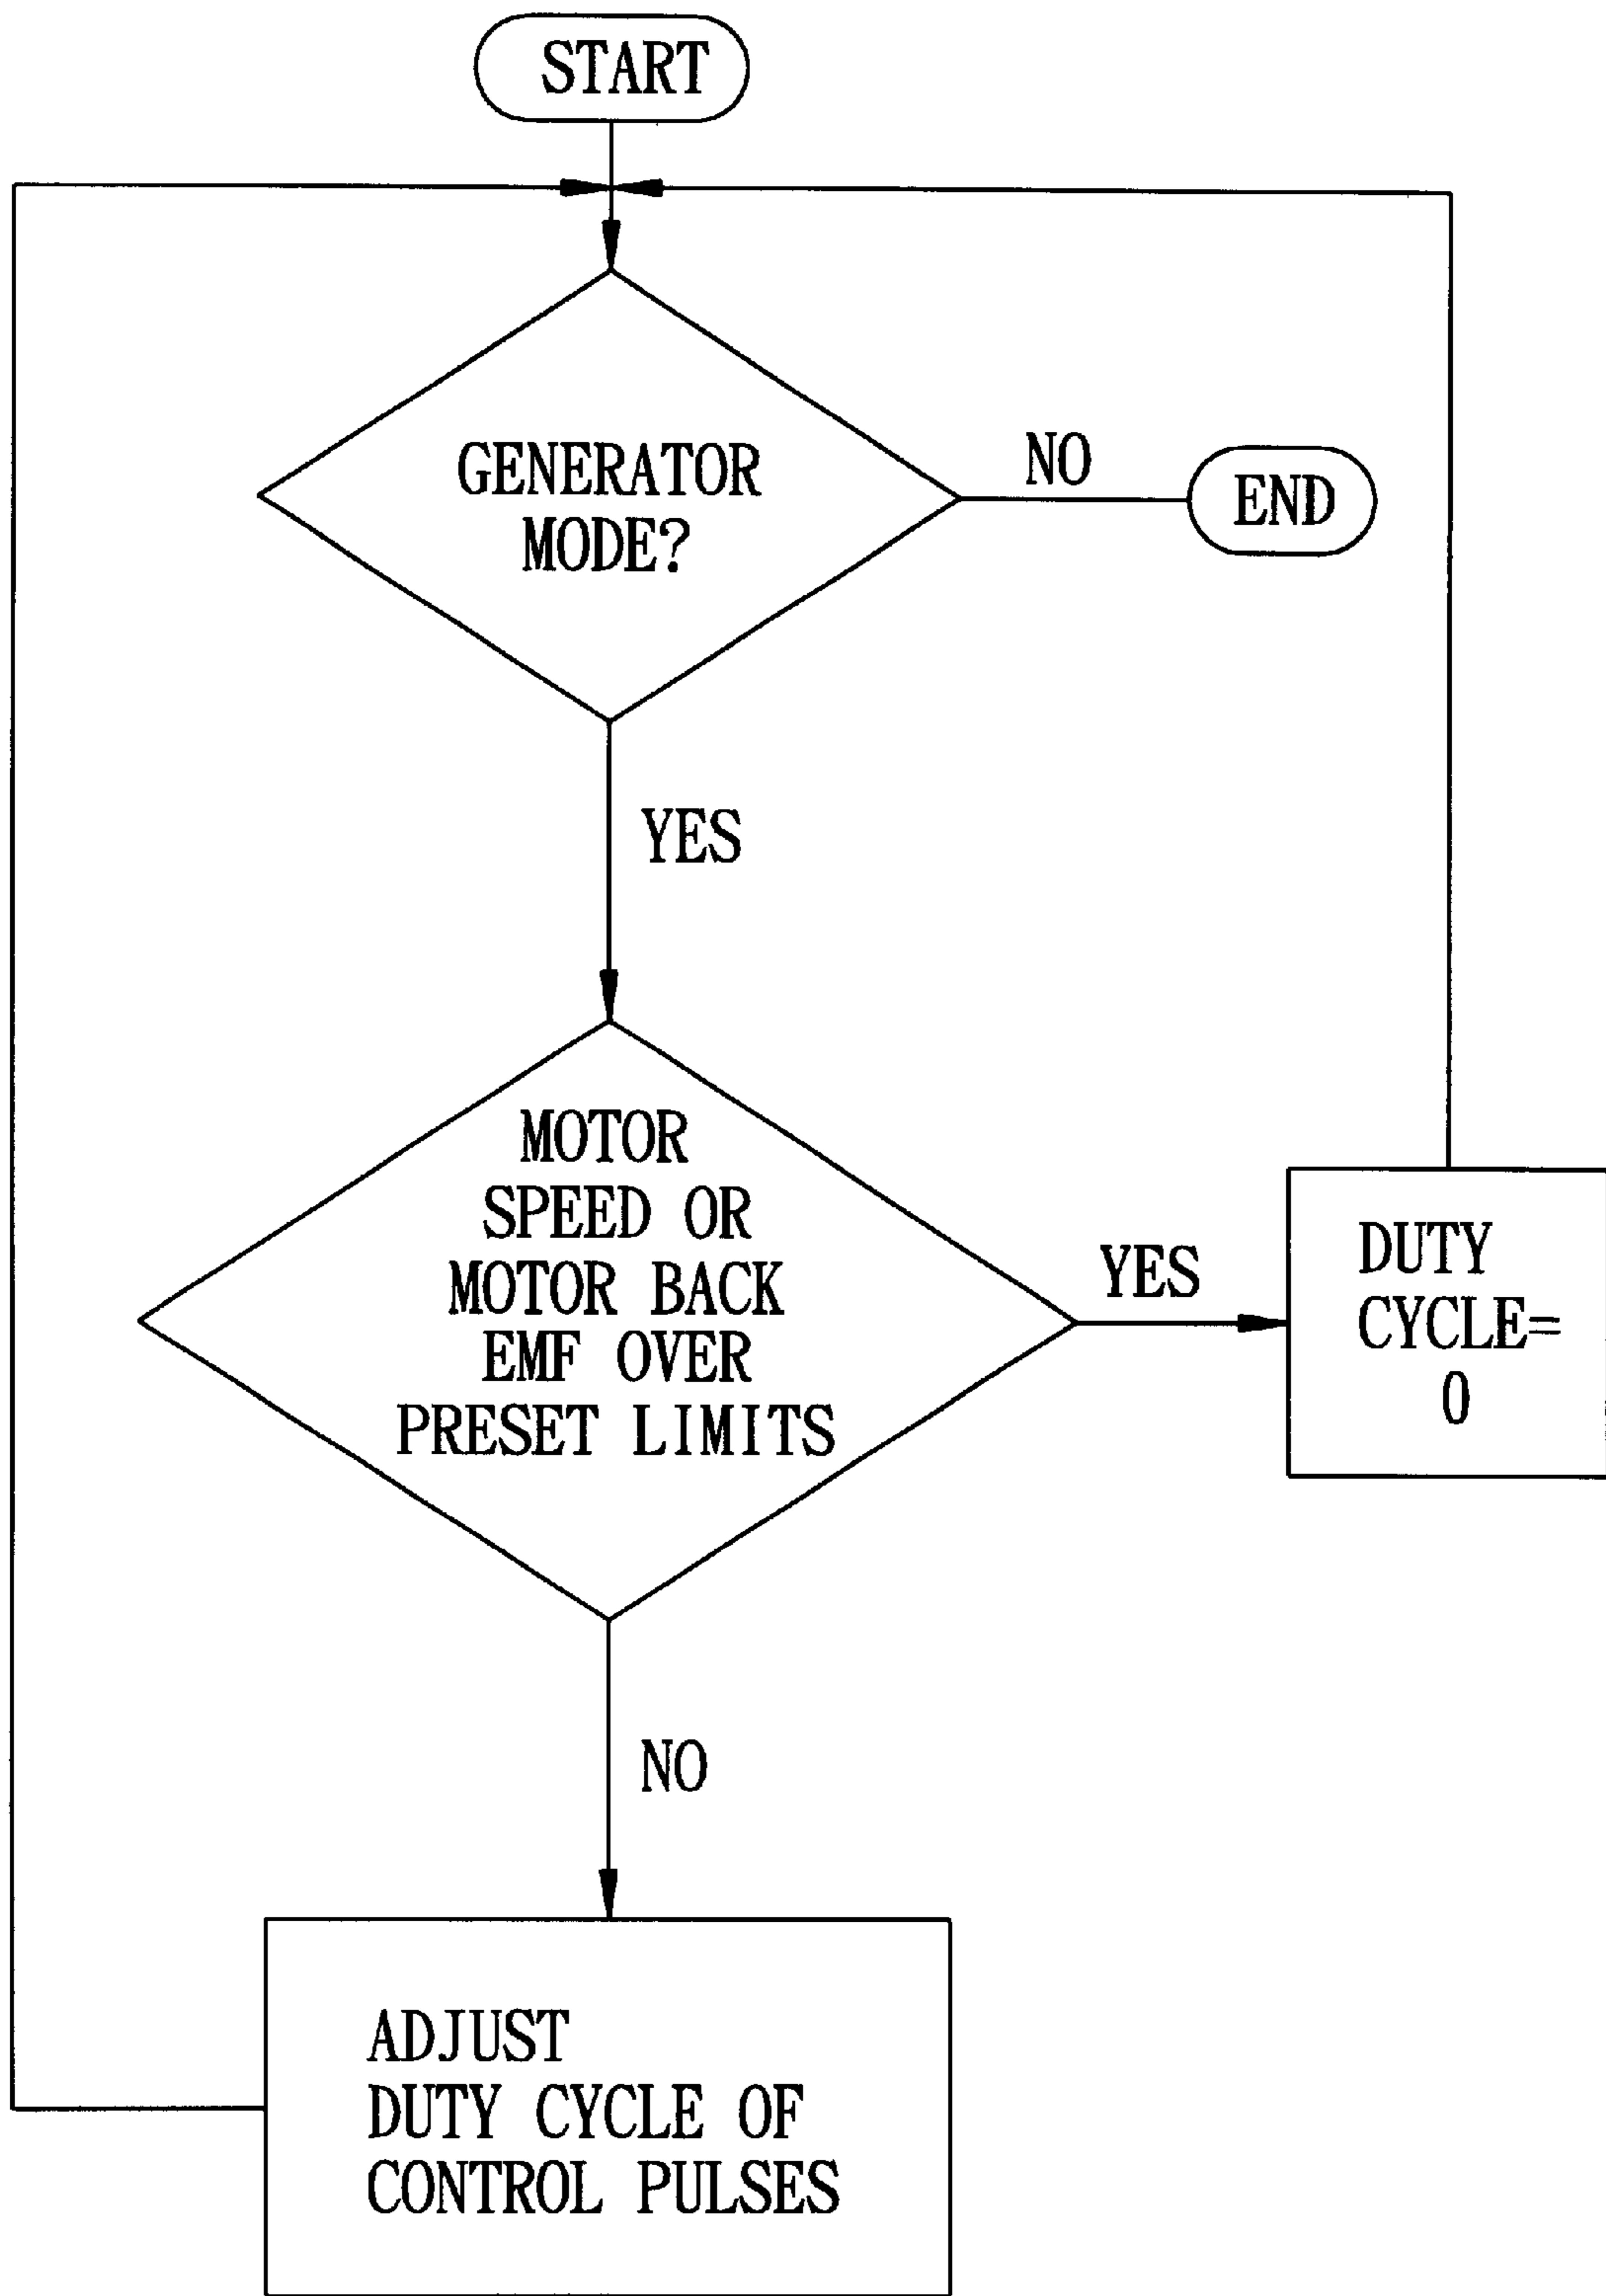 START
GENERATOR
MODE?
NO
END
YES
MOTOR
SPEED OR
MOTOR BACK
EMF OVER
PRESET LIMITS
YES
DUTY
CYCLE=
0
NO
ADJUST
DUTY CYCLE OF
CONTROL PULSES